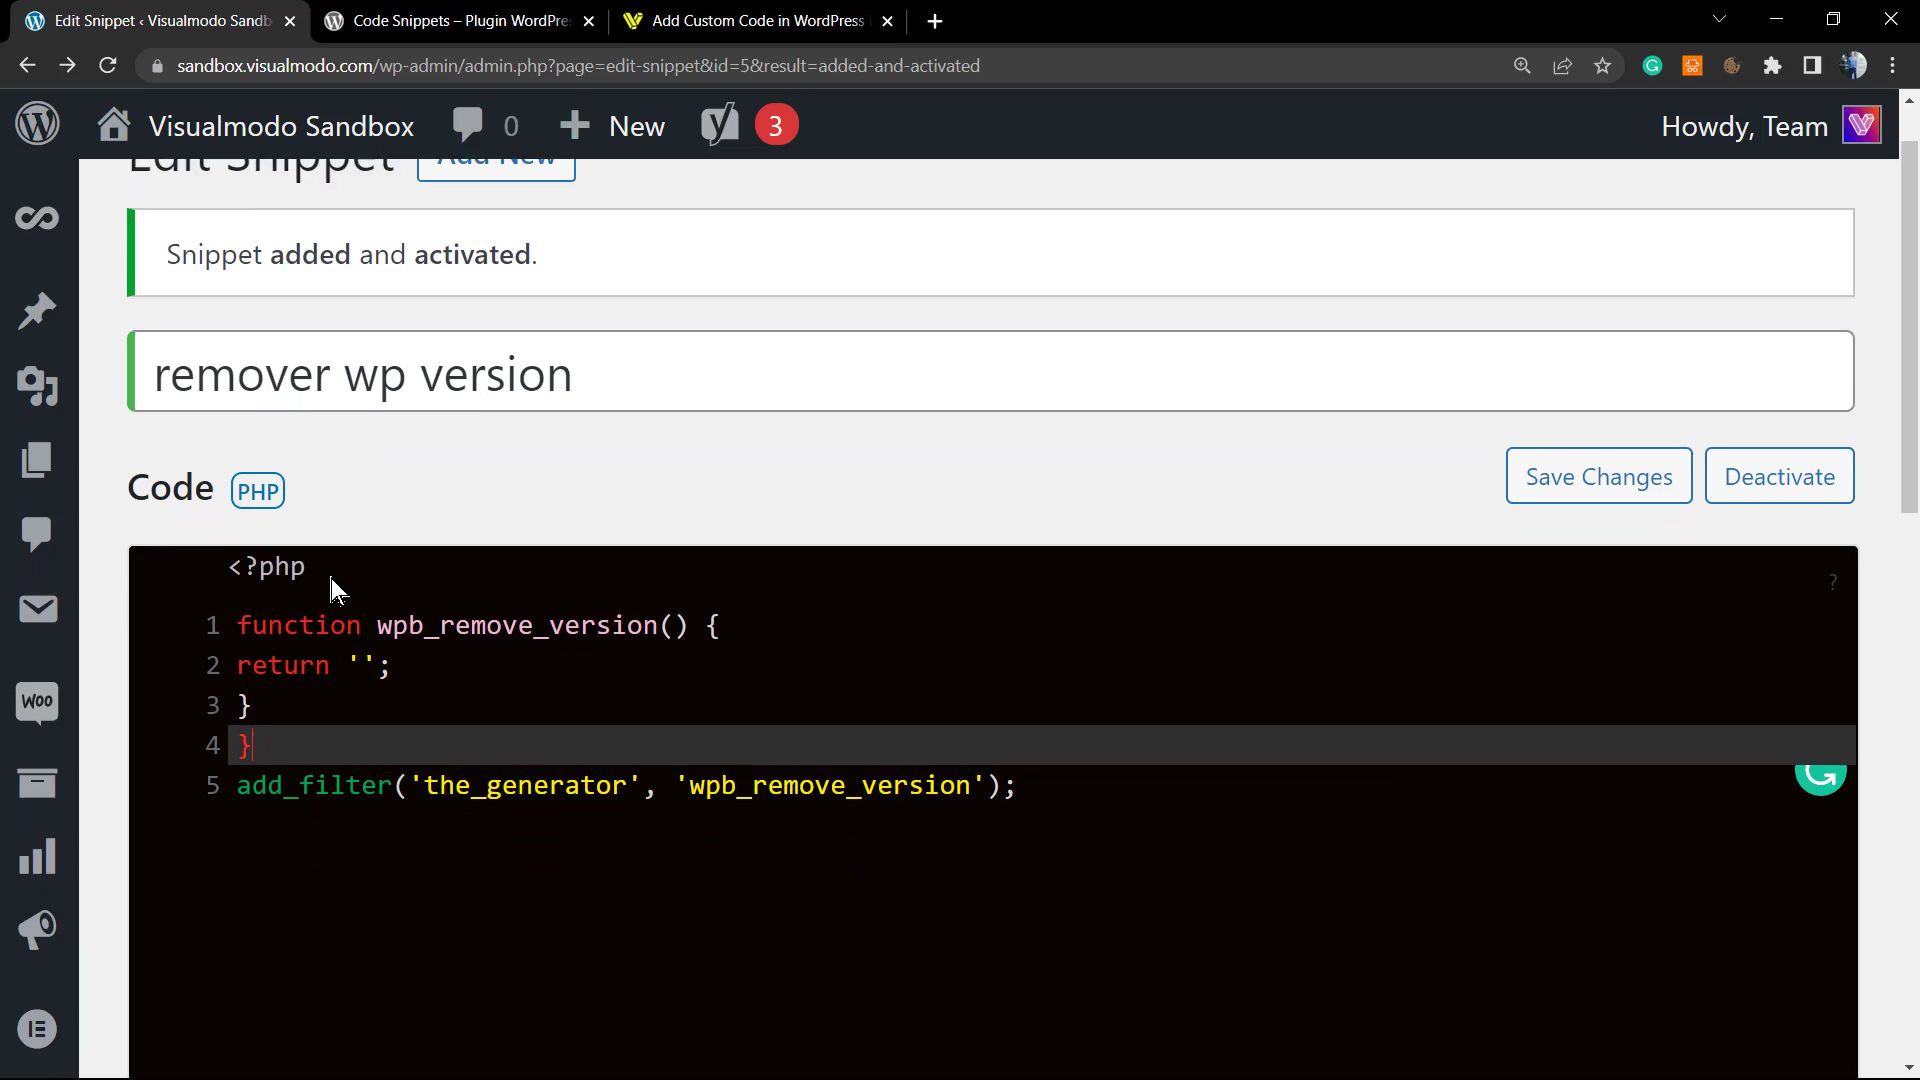 Edit Snippet ‹ Visualmodo Sandb
Code Snippets – Plugin WordPre
Add Custom Code in WordPress
sandbox.visualmodo.com/wp-admin/admin.php?page=edit-snippet&id=5&result=added-and-activated
Visualmodo Sandbox 0 New 3 Howdy, Team
Edit Snippet Add New
Snippet added and activated.
remover wp version
Code PHP Save Changes Deactivate
<?php
?
1 function wpb_remove_version() {
2 return '';
3 }
4 }
5 add_filter('the_generator', 'wpb_remove_version');
Woo